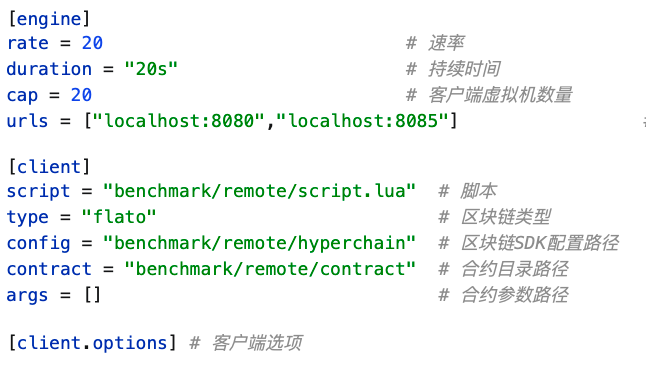 [engine]
rate = 20 # 速率
duration = "20s" # 持续时间
cap = 20 # 客户端虚拟机数量
urls = ["localhost:8080","localhost:8085"]
[client]
script = "benchmark/remote/script.lua" # 脚本
type = "flato" # 区块链类型
config = "benchmark/remote/hyperchain" # 区块链SDK配置路径
contract = "benchmark/remote/contract" # 合约目录路径
args = [] # 合约参数路径
[client.options] # 客户端选项